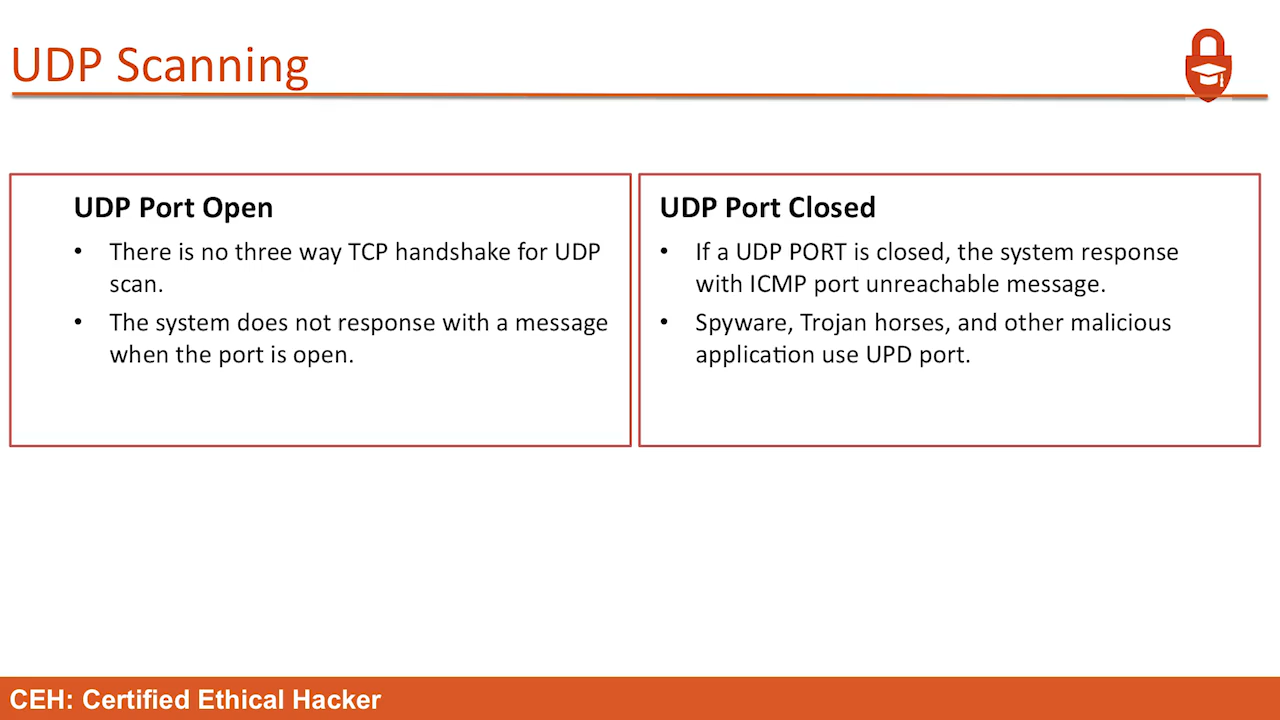 UDP Scanning
UDP Port Open
• There is no three way TCP handshake for UDP
scan.
• The system does not response with a message
when the port is open.
UDP Port Closed
• If a UDP PORT is closed, the system response
with ICMP port unreachable message.
• Spyware, Trojan horses, and other malicious
application use UPD port.
CEH: Certified Ethical Hacker